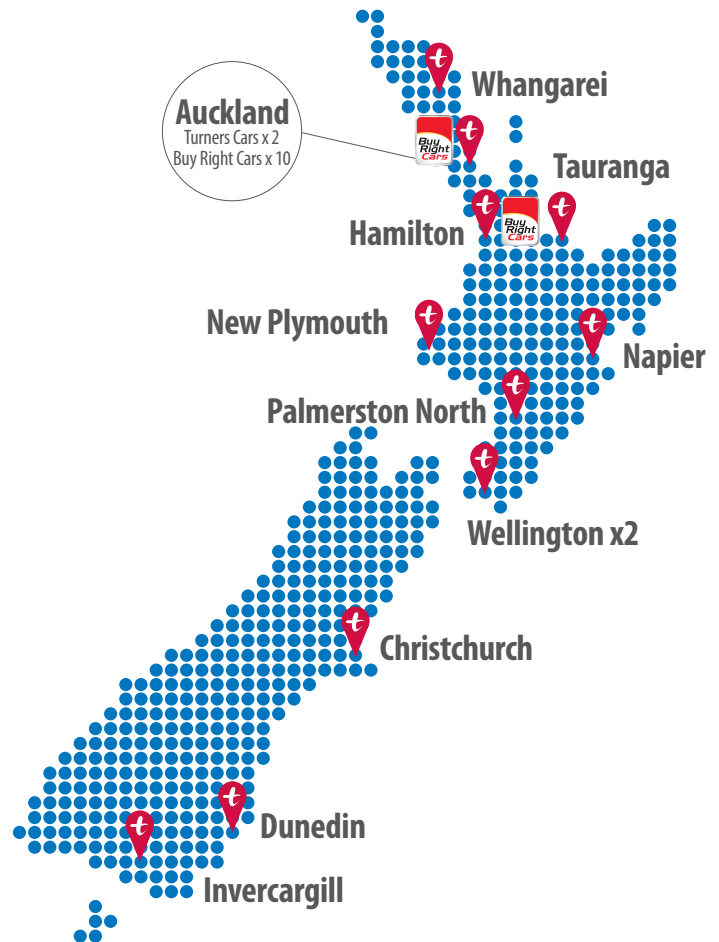 Whangarei
Auckland
Turners Cars x 2
Buy Right Cars x 10
t
t
Buy
Right
Cars
Tauranga
t
t
Buy
Right
Cars
Hamilton
New Plymouth
t
t
Napier
t
Palmerston North
t
Wellington x2
t
Christchurch
t
Dunedin
t
Invercargill